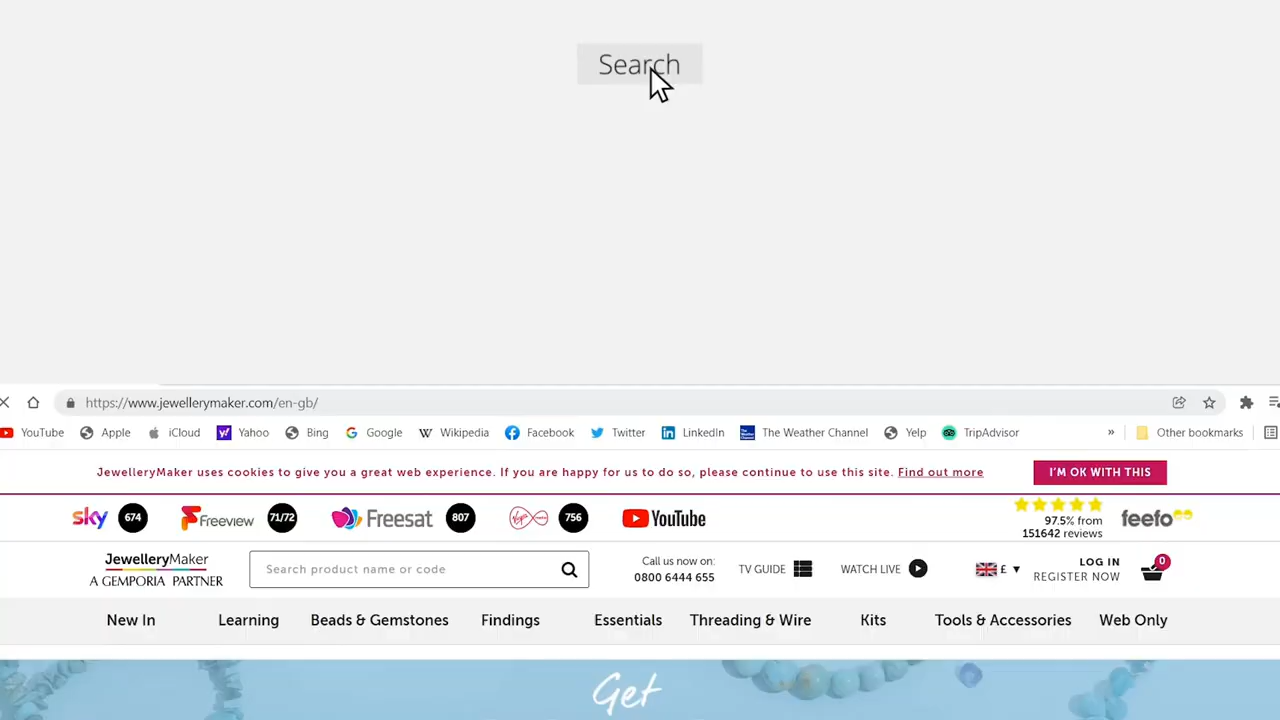 Search
https://www.jewellerymaker.com/en-gb/
YouTube Apple iCloud Yahoo Bing Google Wikipedia Facebook Twitter LinkedIn The Weather Channel Yelp TripAdvisor » Other bookmarks
JewelleryMaker uses cookies to give you a great web experience. If you are happy for us to do so, please continue to use this site. Find out more I'M OK WITH THIS
sky 674 Freeview 71/72 Freesat 807 Virgin media 756 YouTube 97.5% from feefo
151642 reviews
JewelleryMaker
A GEMPORIA PARTNER
Search product name or code
Call us now on:
0800 6444 655
TV GUIDE WATCH LIVE £ LOG IN
REGISTER NOW
0
New In Learning Beads & Gemstones Findings Essentials Threading & Wire Kits Tools & Accessories Web Only
Get